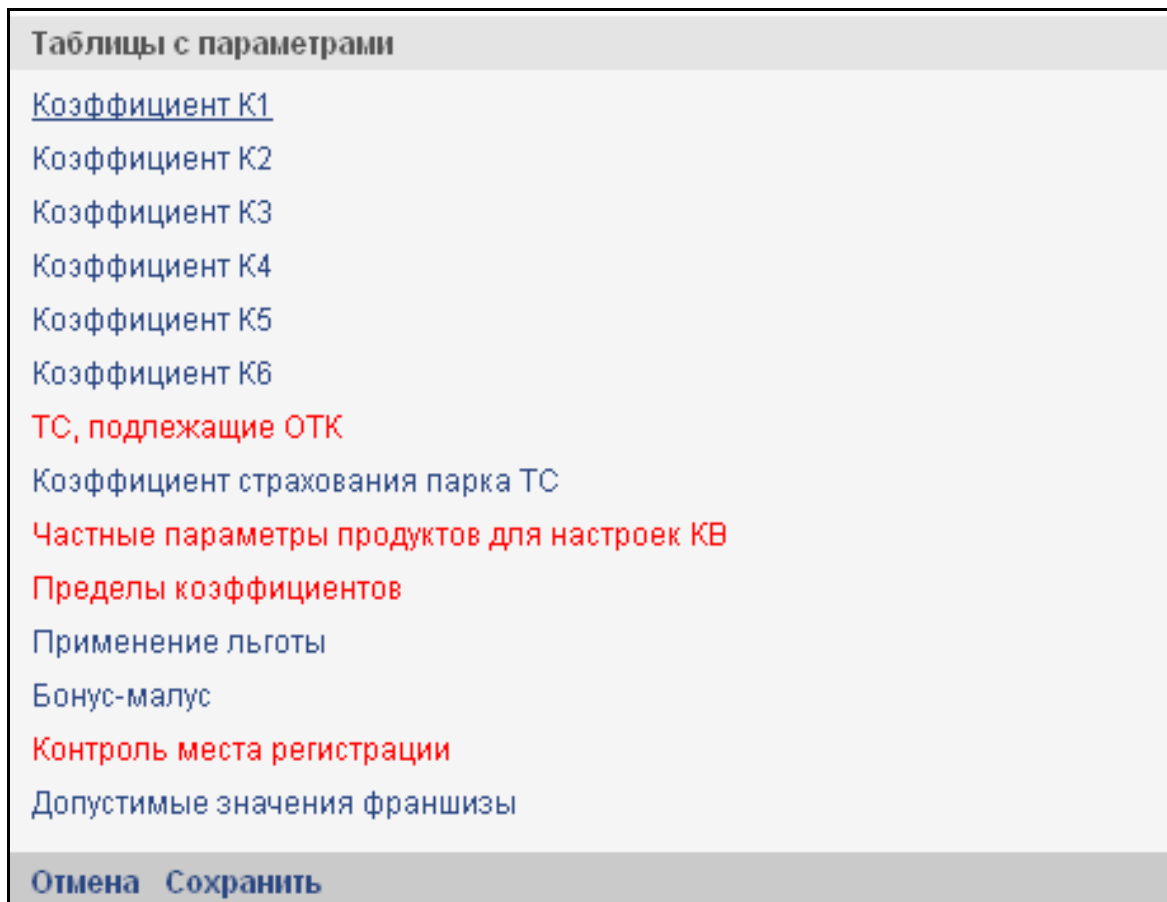 Таблицы с параметрами
Коэффициент К1
Коэффициент К2
Коэффициент К3
Коэффициент К4
Коэффициент К5
Коэффициент К6
ТС, подлежащие ОТК
Коэффициент страхования парка ТС
Частные параметры продуктов для настроек КВ
Пределы коэффициентов
Применение льготы
Бонус-малус
Контроль места регистрации
Допустимые значения франшизы
Отмена Сохранить